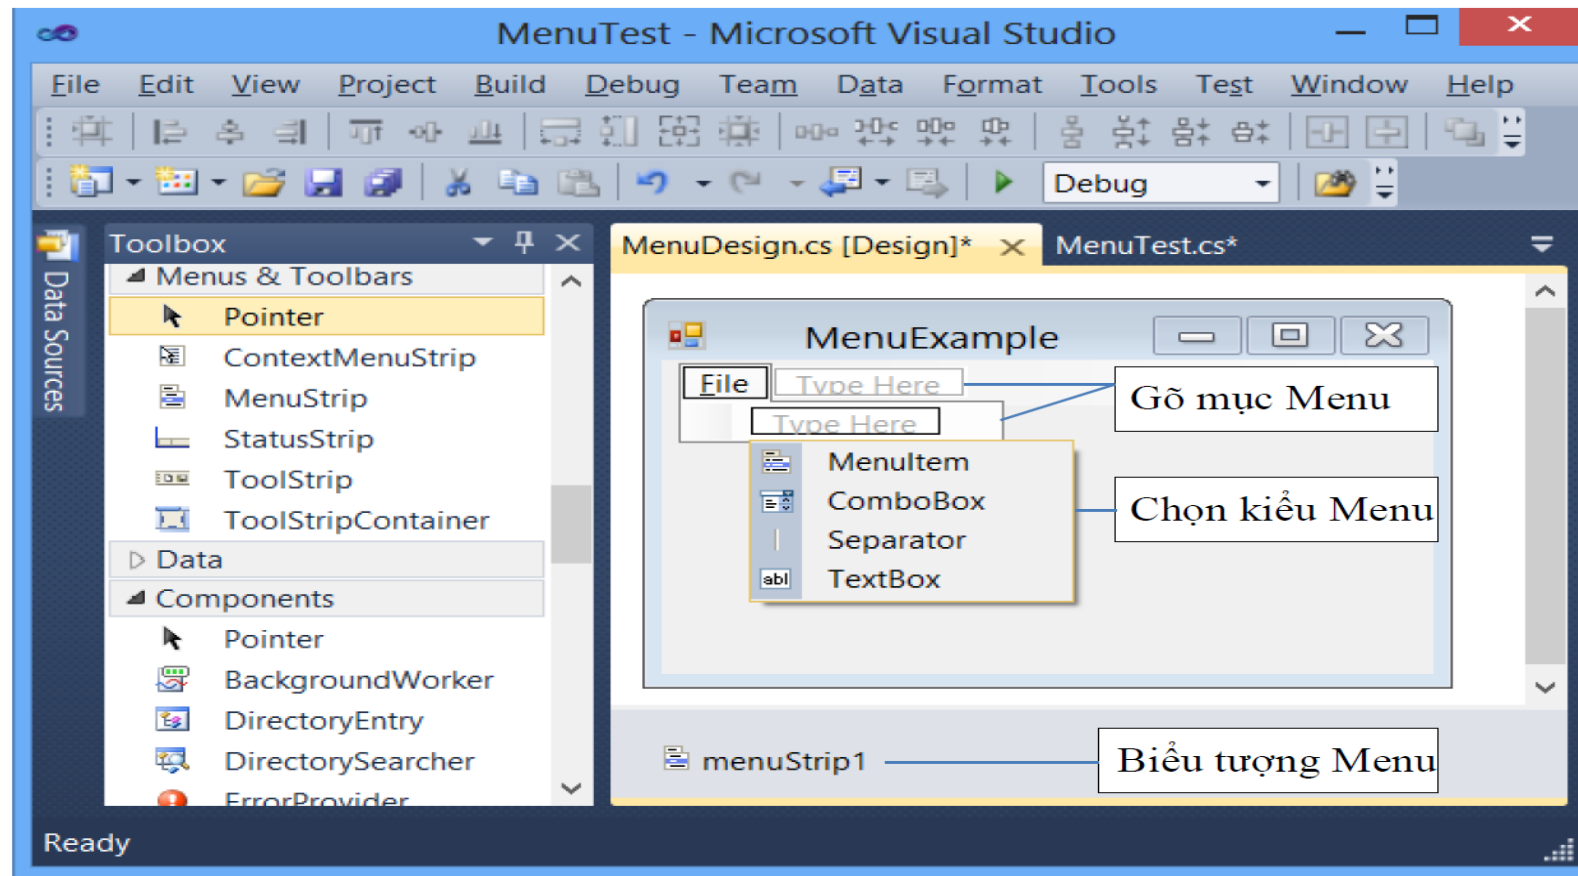 MenuTest - Microsoft Visual Studio
File Edit View Project Build Debug Team Data Format Tools Test Window Help
Debug
Data Sources
Toolbox
Menus & Toolbars
Pointer
ContextMenuStrip
MenuStrip
StatusStrip
ToolStrip
ToolStripContainer
Data
Components
Pointer
BackgroundWorker
DirectoryEntry
DirectorySearcher
ErrorProvider
MenuDesign.cs [Design]* MenuTest.cs*
MenuExample
File Type Here
Type Here
Gõ mục Menu
MenuItem
ComboBox
Separator
abl TextBox
Chọn kiểu Menu
menuStrip1
Biểu tượng Menu
Ready